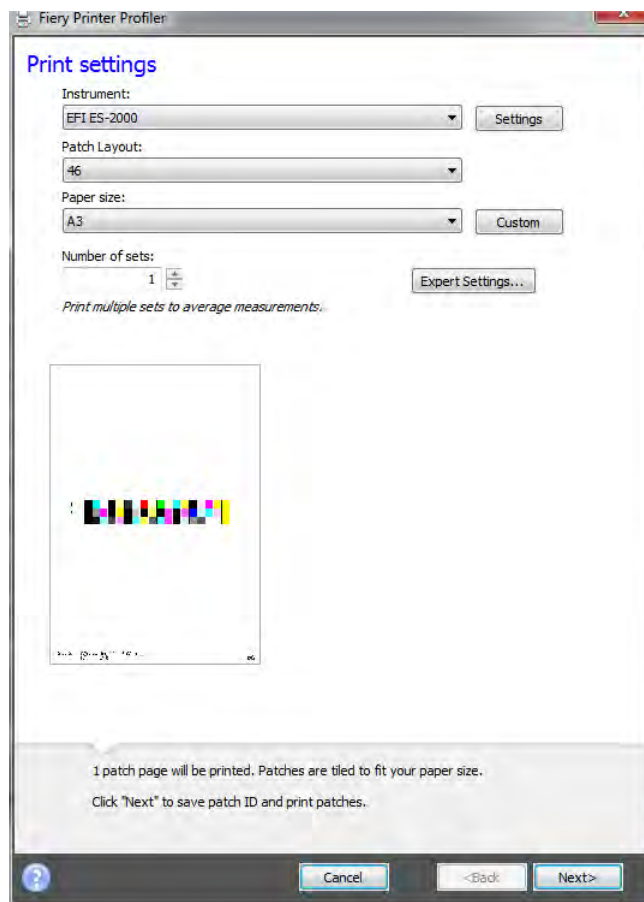 Fiery Printer Profiler
Print settings
Instrument:
EFI ES-2000
Settings
Patch Layout:
46
Paper size:
A3
Custom
Number of sets:
1
Expert Settings...
Print multiple sets to average measurements.
1 patch page will be printed. Patches are tiled to fit your paper size.
Click "Next" to save patch ID and print patches.
?
Cancel
<Back
Next>